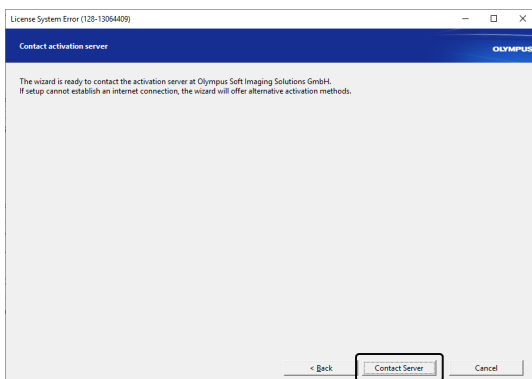 License System Error (128-13064409)
Contact activation server
OLYMPUS
The wizard is ready to contact the activation server at Olympus Soft Imaging Solutions GmbH.
If setup cannot establish an internet connection, the wizard will offer alternative activation methods.
< Back
Contact Server
Cancel